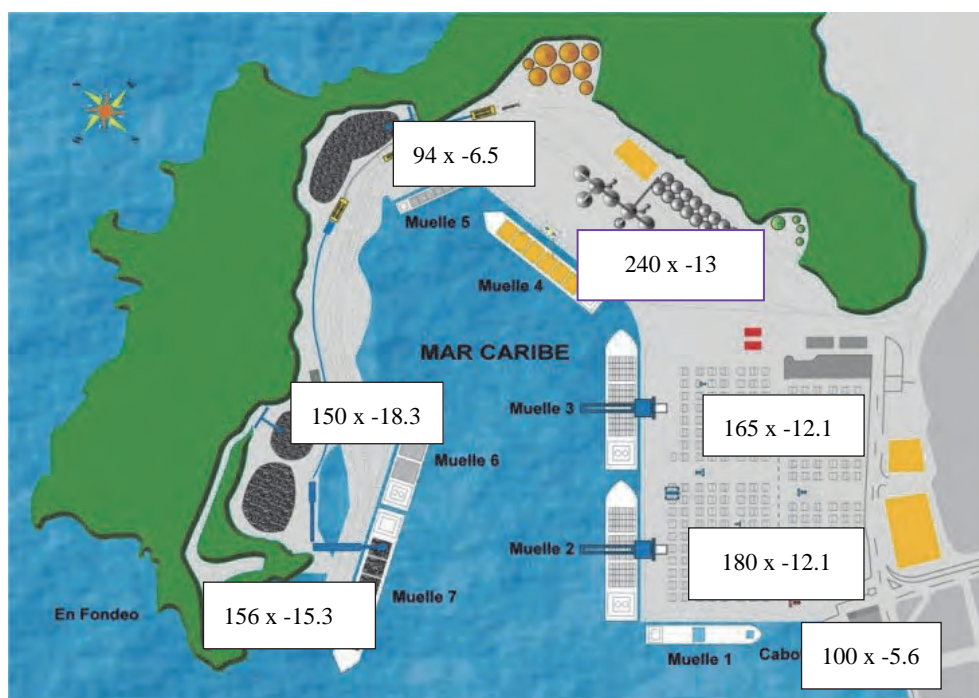 94 x -6.5
Muelle 5
240 x -13
Muelle 4
MAR CARIBE
Muelle 3
150 x -18.3
165 x -12.1
Muelle 6
Muelle 2
180 x -12.1
En Fondeo
156 x -15.3
Muelle 7
Muelle 1
100 x -5.6